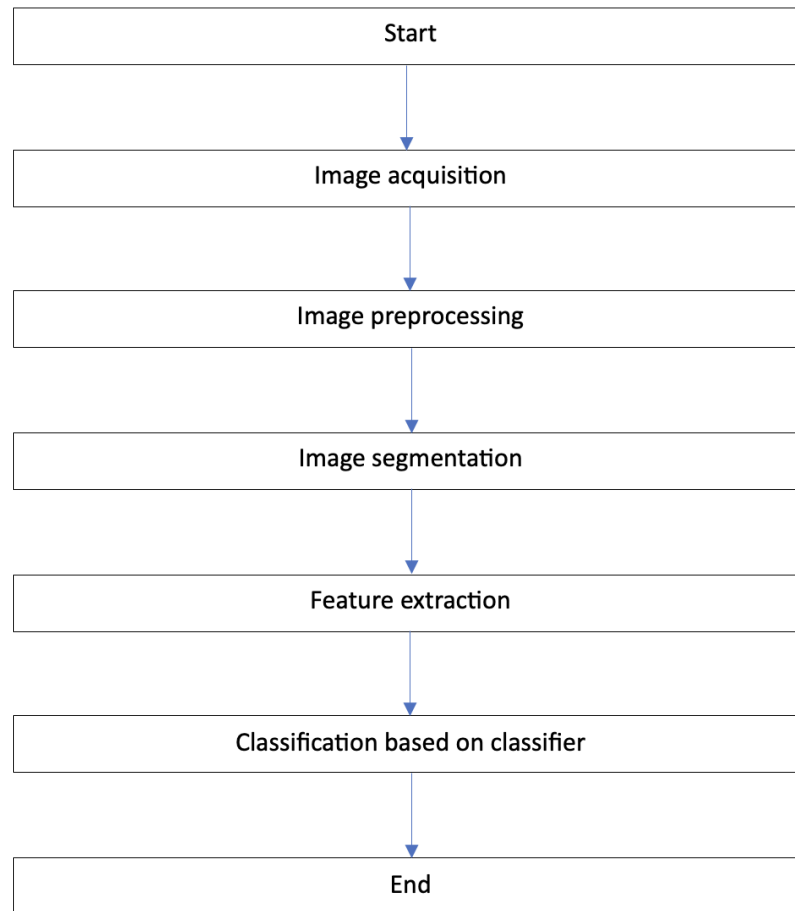 Start
Image acquisition
Image preprocessing
Image segmentation
Feature extraction
Classification based on classifier
End